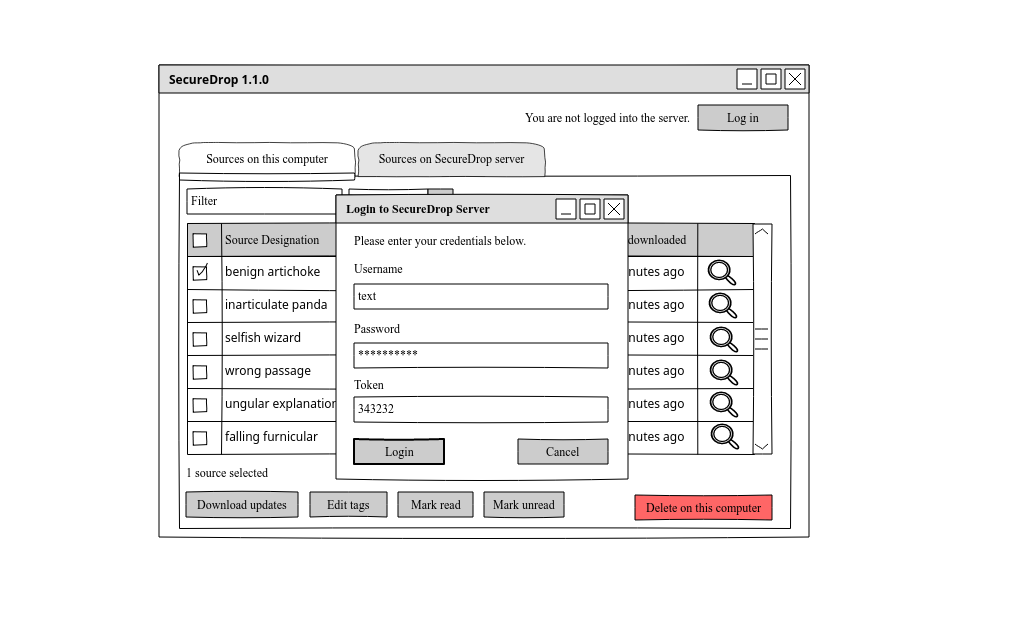 SecureDrop 1.1.0
You are not logged into the server.
Log in
Sources on this computer
Sources on SecureDrop server
Filter
Login to SecureDrop Server
Please enter your credentials below.
Username
text
Password
**********
Token
343232
Login
Cancel
Source Designation
downloaded
benign artichoke
nutes ago
inarticulate panda
nutes ago
selfish wizard
nutes ago
wrong passage
nutes ago
ungular explanation
nutes ago
falling furnicular
nutes ago
1 source selected
Download updates
Edit tags
Mark read
Mark unread
Delete on this computer